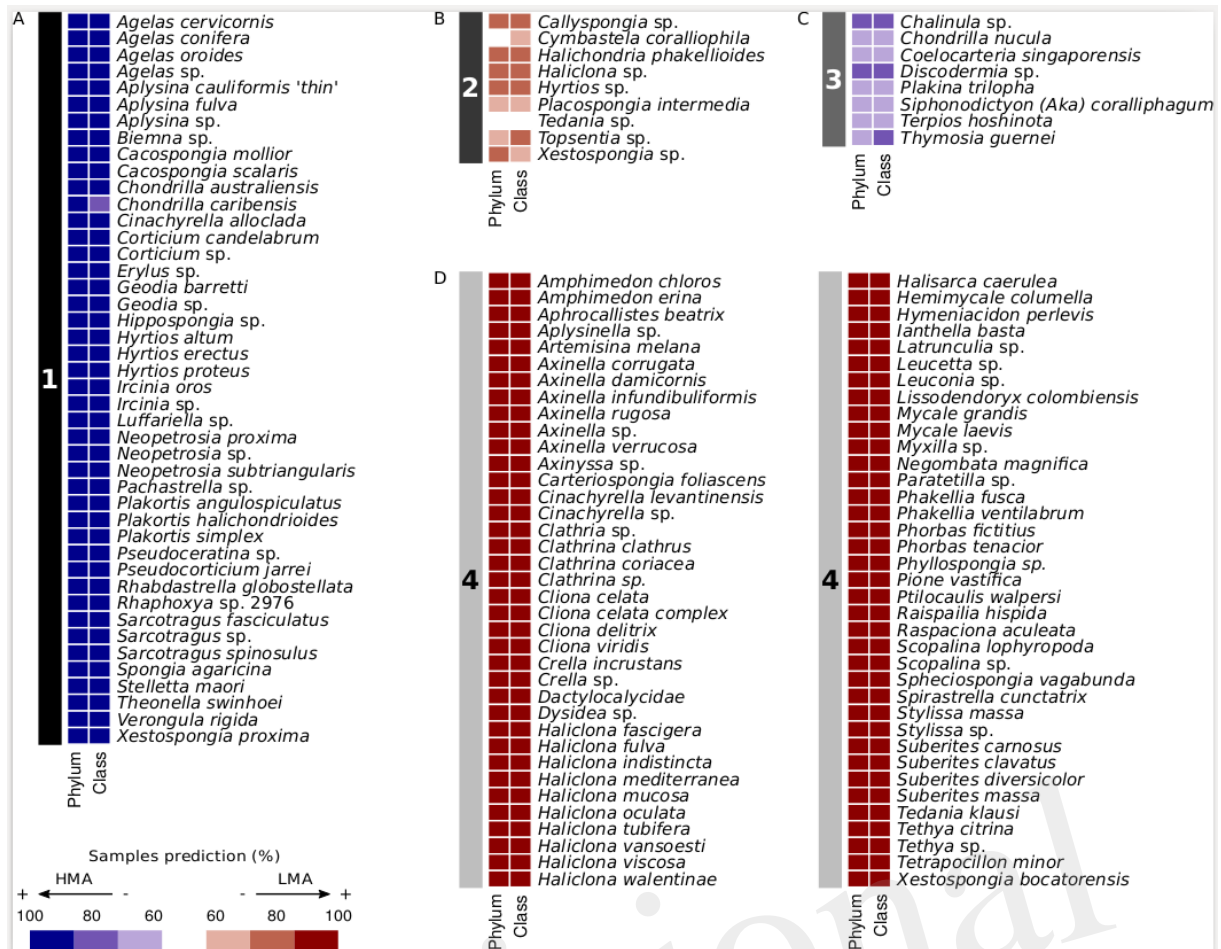 A
1
Agelas cervicornis
Agelas conifera
Agelas oroides
Agelas sp.
Aplysina cauliformis 'thin'
Aplysina fulva
Aplysina sp.
Biemna sp.
Cacospongia mollior
Cacospongia scalaris
Chondrilla australiensis
Chondrilla caribensis
Cinachyrella alloclada
Corticium candelabrum
Corticium sp.
Erylus sp.
Geodia barretti
Geodia sp.
Hippospongia sp.
Hyrtios altum
Hyrtios erectus
Hyrtios proteus
Ircinia oros
Ircinia sp.
Luffariella sp.
Neopetrosia proxima
Neopetrosia sp.
Neopetrosia subtriangularis
Pachastrella sp.
Plakortis angulospiculatus
Plakortis halichondrioides
Plakortis simplex
Pseudoceratina sp.
Pseudocorticium jarrei
Rhabdastrella globostellata
Rhaphoxya sp. 2976
Sarcotragus fasciculatus
Sarcotragus sp.
Sarcotragus spinosulus
Spongia agaricina
Stelletta maori
Theonella swinhoei
Verongula rigida
Xestospongia proxima
Phylum
Class
B
2
Callyspongia sp.
Cymbastela coralliophila
Halichondria phakellioides
Haliclona sp.
Hyrtios sp.
Placospongia intermedia
Tedania sp.
Topsentia sp.
Xestospongia sp.
Phylum
Class
C
3
Chalinula sp.
Chondrilla nucula
Coelocarteria singaporensis
Discodermia sp.
Plakina trilopha
Siphonodictyon (Aka) coralliphagum
Terpios hoshinota
Thymosia guernei
Phylum
Class
D
4
Amphimedon chloros
Amphimedon erina
Aphrocallistes beatrix
Aplysinella sp.
Artemisina melana
Axinella corrugata
Axinella damicornis
Axinella infundibuliformis
Axinella rugosa
Axinella sp.
Axinella verrucosa
Axinyssa sp.
Carteriospongia foliascens
Cinachyrella levantinensis
Cinachyrella sp.
Clathria sp.
Clathrina clathrus
Clathrina coriacea
Clathrina sp.
Cliona celata
Cliona celata complex
Cliona delitrix
Cliona viridis
Crella incrustans
Crella sp.
Dactylocalycidae
Dysidea sp.
Haliclona fascigera
Haliclona fulva
Haliclona indistincta
Haliclona mediterranea
Haliclona mucosa
Haliclona oculata
Haliclona tubifera
Haliclona vansoesti
Haliclona viscosa
Haliclona walentinae
Phylum
Class
4
Halisarca caerulea
Hemimycale columella
Hymeniacidon perlevis
Ianthella basta
Latrunculia sp.
Leucetta sp.
Leuconia sp.
Lissodendoryx colombiensis
Mycale grandis
Mycale laevis
Myxilla sp.
Negombata magnifica
Paratetilla sp.
Phakellia fusca
Phakellia ventilabrum
Phorbas fictitius
Phorbas tenacior
Phyllospongia sp.
Pione vastifica
Ptilocaulis walpersi
Raispailia hispida
Raspaciona aculeata
Scopalina lophyropoda
Scopalina sp.
Spheciospongia vagabunda
Spirastrella cunctatrix
Stylissa massa
Stylissa sp.
Suberites carnosus
Suberites clavatus
Suberites diversicolor
Suberites massa
Tedania klausi
Tethya citrina
Tethya sp.
Tetrapocillon minor
Xestospongia bocatorensis
Phylum
Class
Samples prediction (%)
HMA LMA
+ - - +
100 80 60 60 80 100